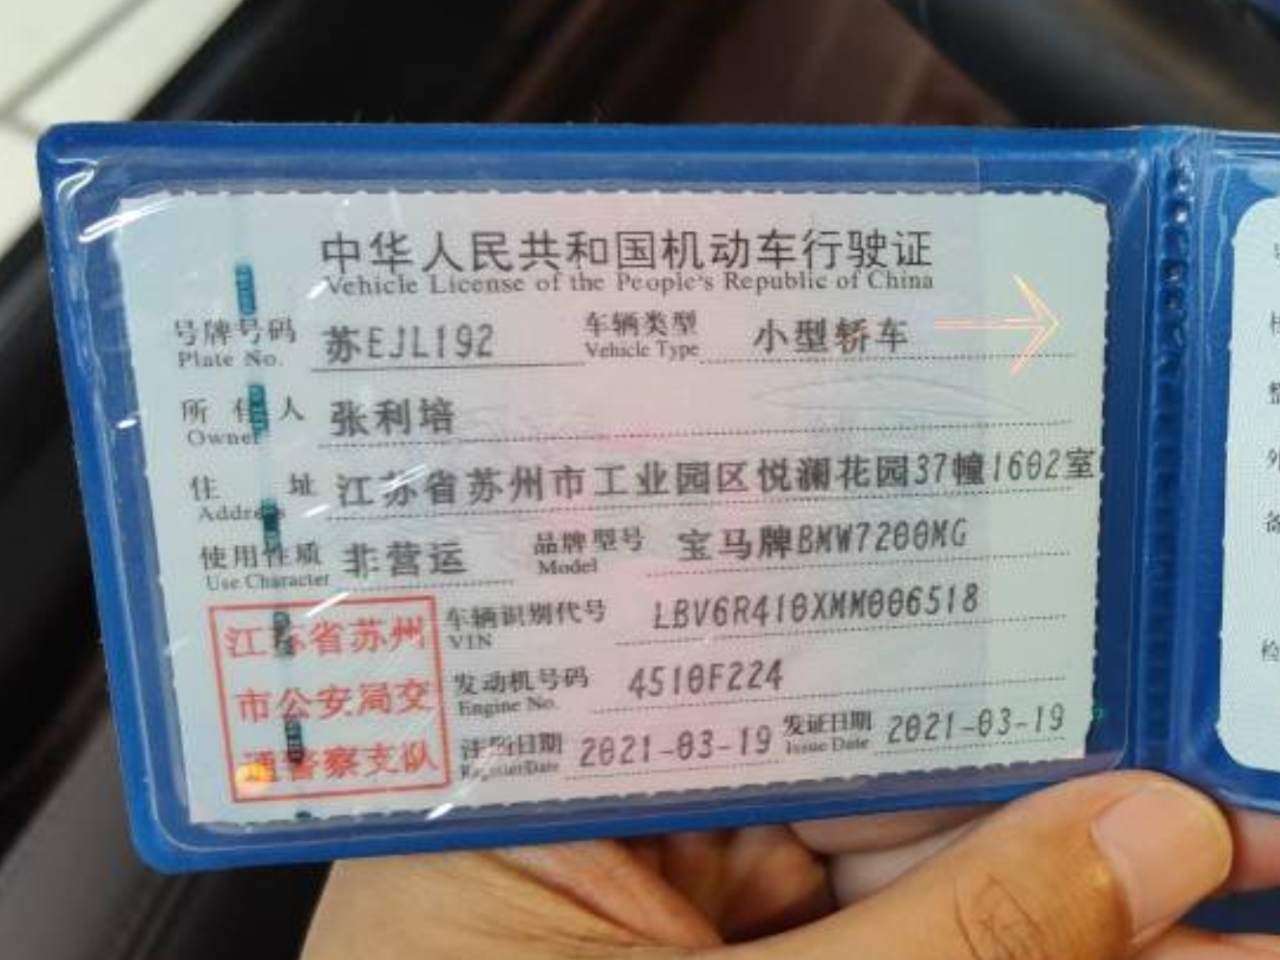 中华人民共和国机动车行驶证
Vehicle License of the People's Republic of China
号牌号码 苏EJL192 车辆类型 小型轿车
Plate No. Vehicle Type
所有人 张利培
Owner
住址 江苏省苏州市工业园区悦澜花园37幢1602室
Address
使用性质 非营运 品牌型号 宝马牌BMW7200MG
Use Character Model
车辆识别代号 LBV6R410XMM006518
VIN
发动机号码 4510F224
Engine No.
注册日期 2021-03-19 发证日期 2021-03-19
Register Date Issue Date
江苏省苏州
市公安局交
通警察支队